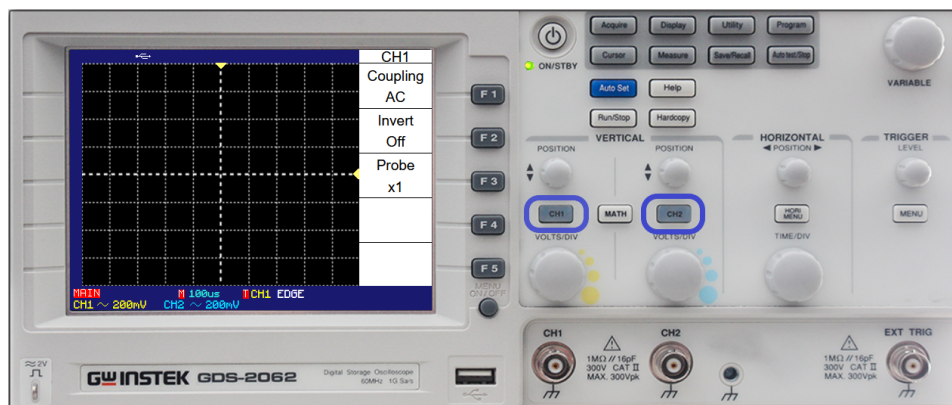 CH1
Coupling
AC
Invert
Off
Probe
x1
MAIN
M 100us
T CH1 EDGE
CH1 ~ 200mV
CH2 ~ 200mV
F 1
F 2
F 3
F 4
F 5
MENU
ON/OFF
ON/STBY
Acquire
Display
Utility
Program
Cursor
Measure
Save/Recall
Auto test/Stop
Auto Set
Help
Run/Stop
Hardcopy
VARIABLE
VERTICAL
HORIZONTAL
TRIGGER
POSITION
POSITION
◀ POSITION ▶
LEVEL
CH1
MATH
CH2
HORI
MENU
MENU
VOLTS/DIV
VOLTS/DIV
TIME/DIV
CH1
CH2
EXT TRIG
1MΩ // 16pF
300V CAT II
MAX. 300Vpk
1MΩ // 16pF
300V CAT II
MAX. 300Vpk
≈ 2V
GW INSTEK GDS-2062
Digital Storage Oscilloscope
60MHz 1G Sa/s